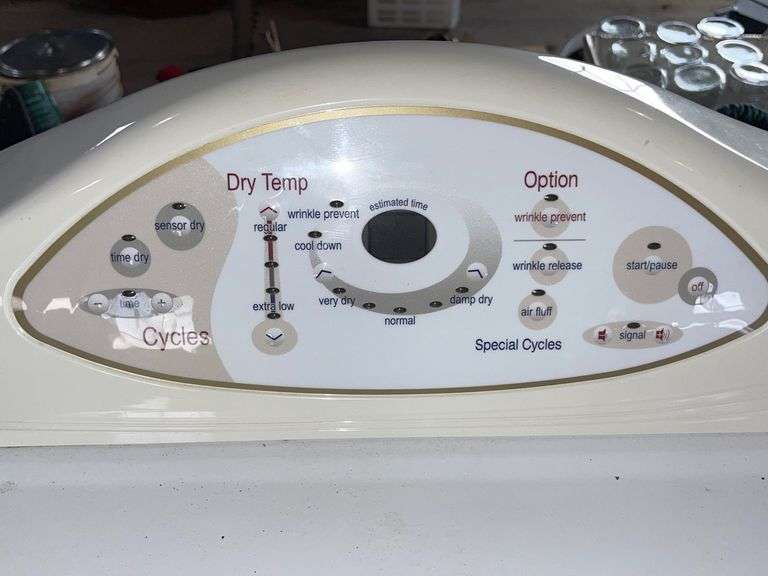 Dry Temp
Option
estimated time
wrinkle prevent
wrinkle prevent
sensor dry
regular
cool down
time dry
wrinkle release
start/pause
off
very dry
damp dry
normal
− time +
extra low
air fluff
Cycles
Special Cycles
signal